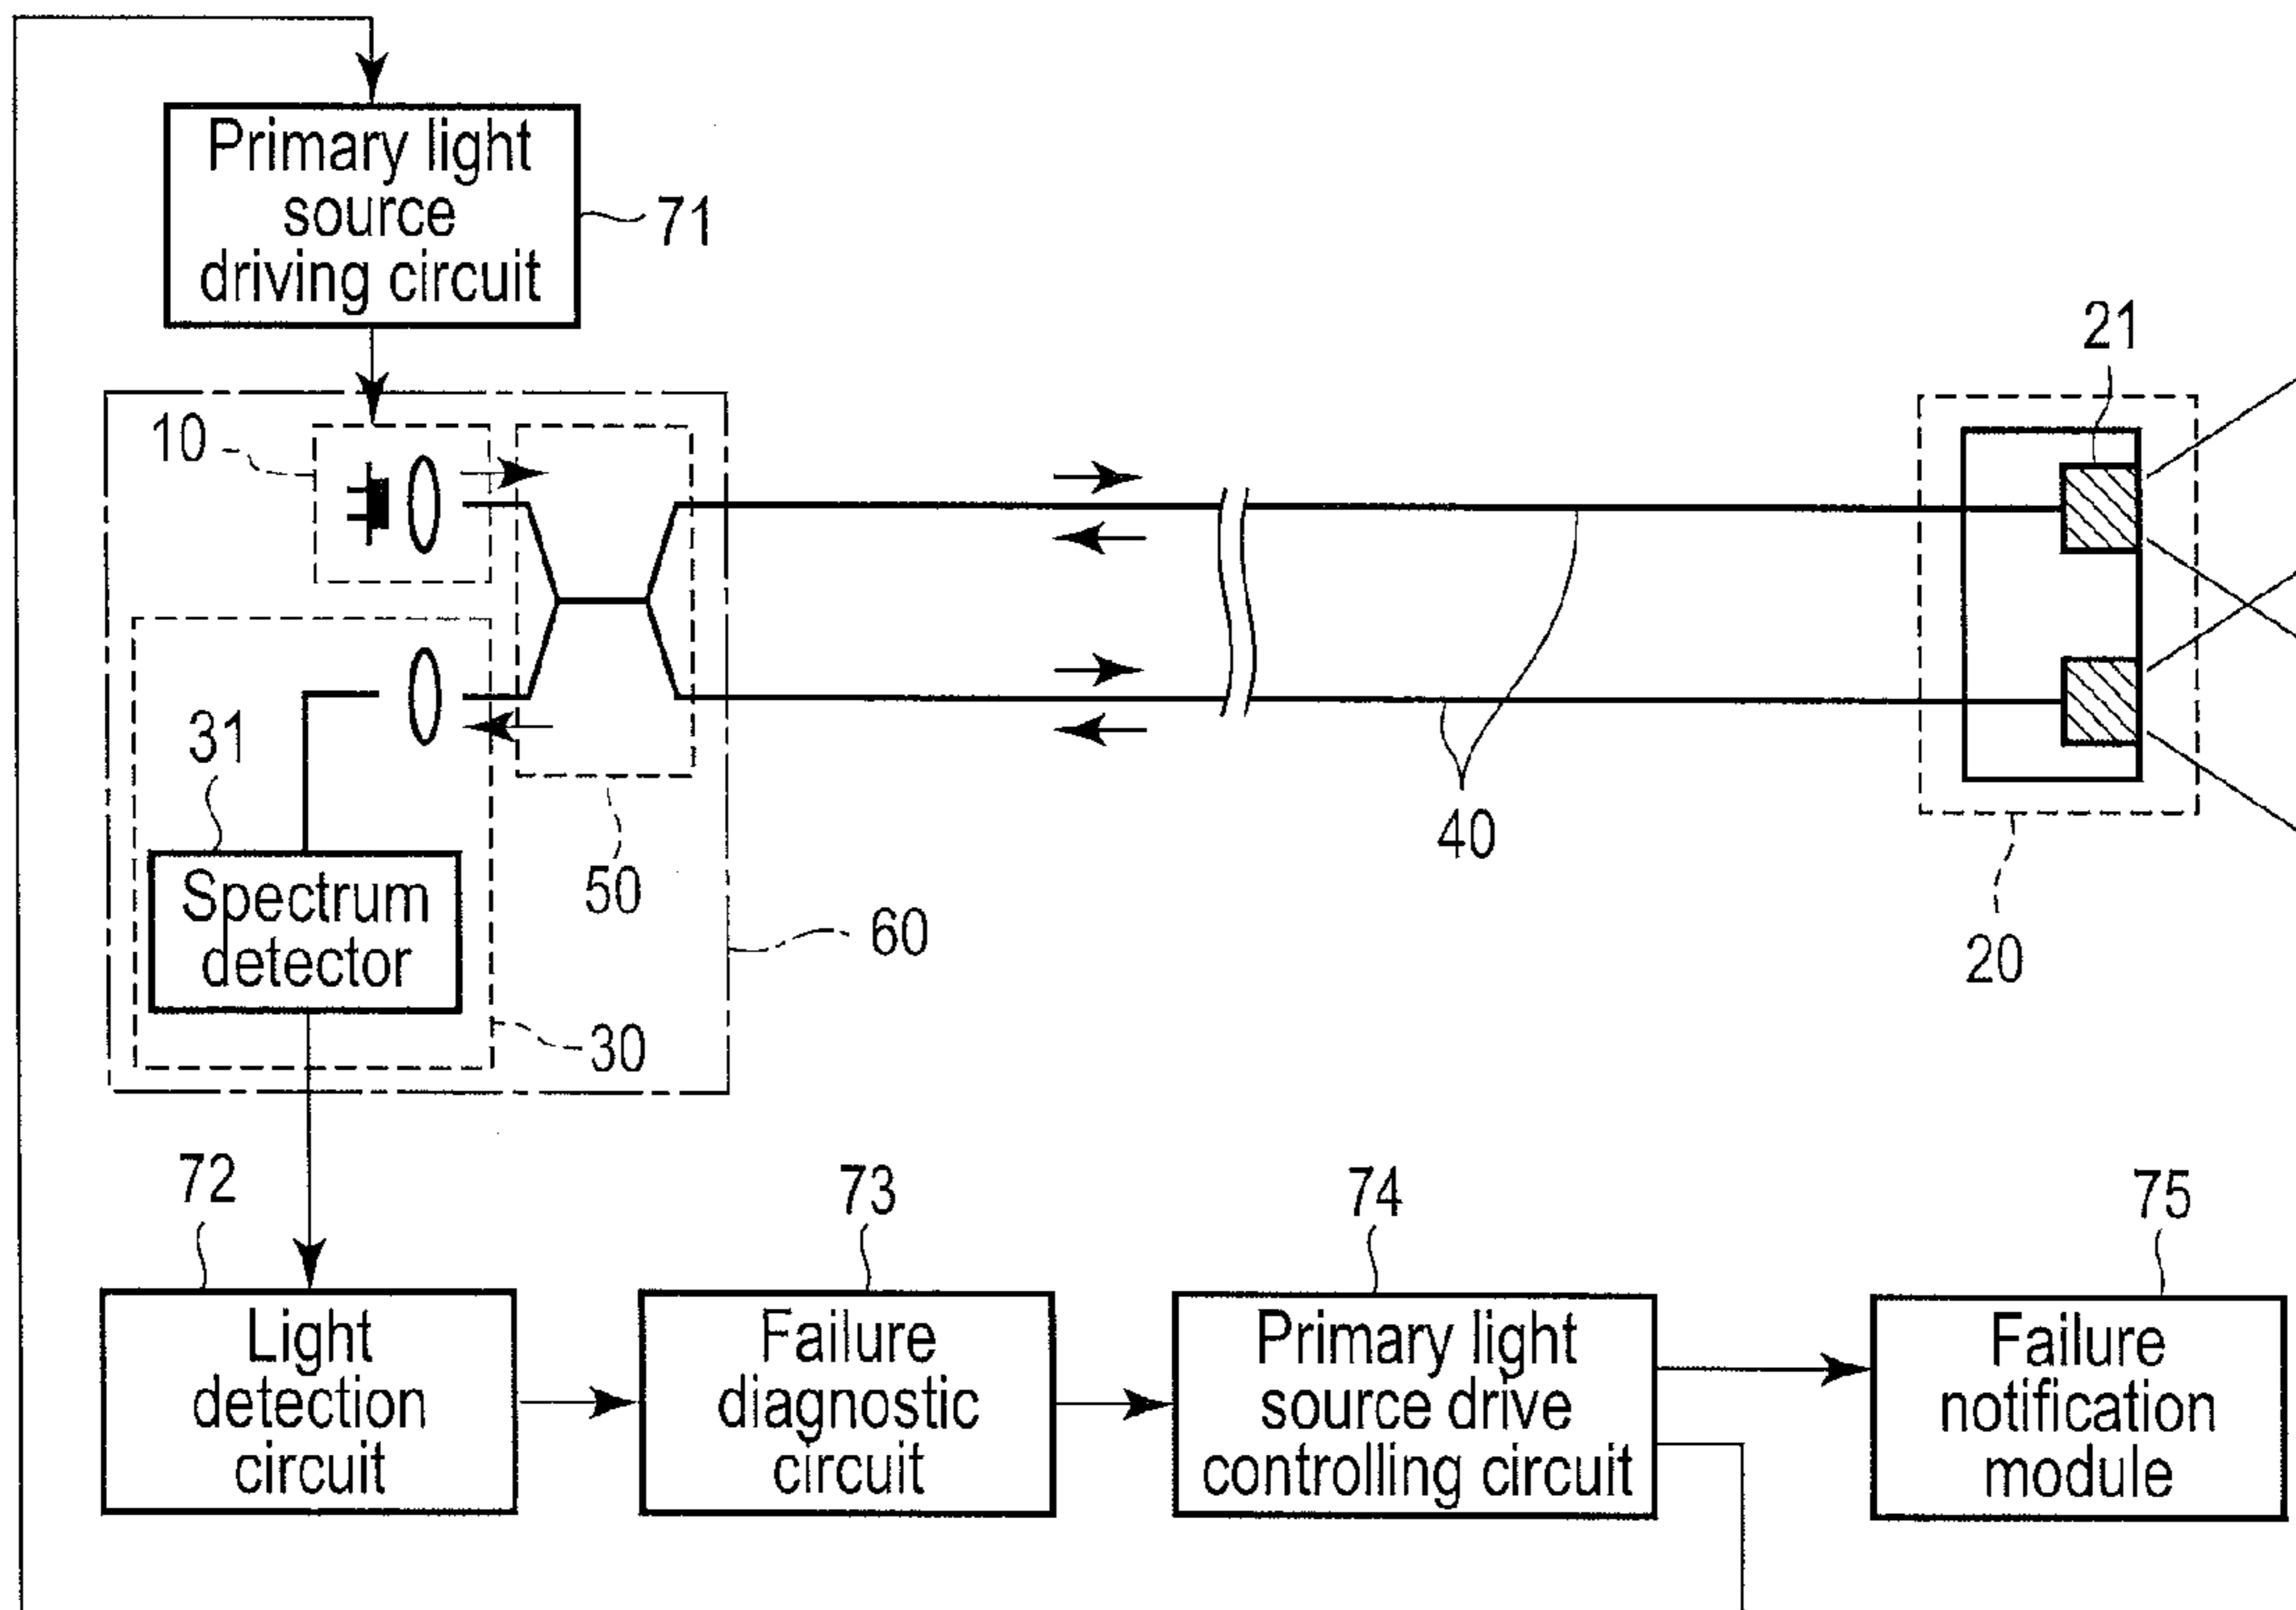 Primary light
source
driving circuit
71
21
10
31
Spectrum
detector
50
40
60
20
30
72
73
74
75
Light
detection
circuit
Failure
diagnostic
circuit
Primary light
source drive
controlling circuit
Failure
notification
module